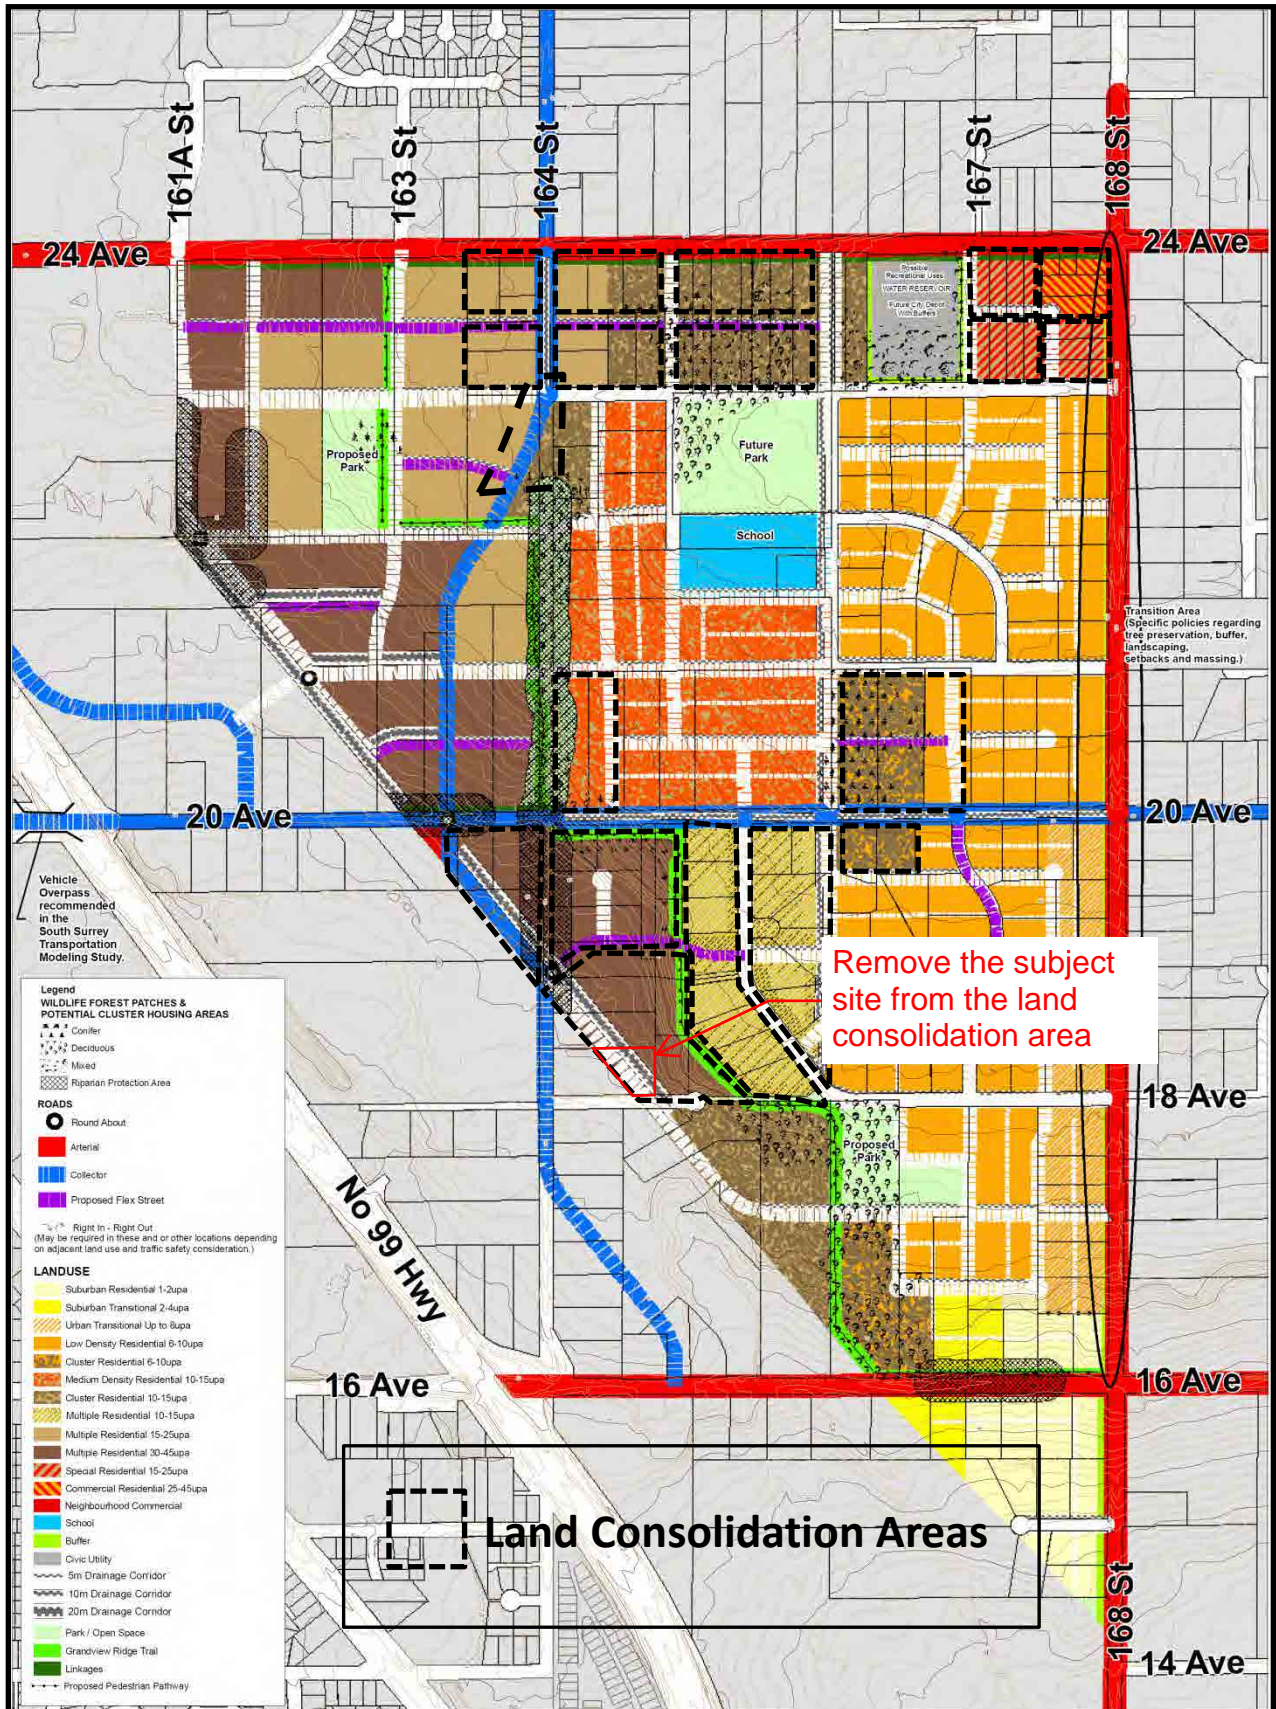 161A St
163 St
164 St
167 St
168 St
24 Ave
24 Ave
Possible
Recreational Uses
WATER RESERVOIR
Future City Depot
With Buffers
Proposed
Park
Future
Park
School
Transition Area
(Specific policies regarding
tree preservation, buffer,
landscaping,
setbacks and massing.)
20 Ave
20 Ave
Vehicle
Overpass
recommended
in the
South Surrey
Transportation
Modeling Study.
Remove the subject
site from the land
consolidation area
18 Ave
Proposed
Park
No 99 Hwy
16 Ave
16 Ave
Legend
WILDLIFE FOREST PATCHES &
POTENTIAL CLUSTER HOUSING AREAS
Conifer
Deciduous
Mixed
Riparian Protection Area
ROADS
Round About
Arterial
Collector
Proposed Flex Street
Right In - Right Out
(May be required in these and or other locations depending
on adjacent land use and traffic safety consideration.)
LANDUSE
Suburban Residential 1-2upa
Suburban Transitional 2-4upa
Urban Transitional Up to 8upa
Low Density Residential 6-10upa
Cluster Residential 6-10upa
Medium Density Residential 10-15upa
Cluster Residential 10-15upa
Multiple Residential 10-15upa
Multiple Residential 15-25upa
Multiple Residential 30-45upa
Special Residential 15-25upa
Commercial Residential 25-45upa
Neighbourhood Commercial
School
Buffer
Civic Utility
5m Drainage Corridor
10m Drainage Corridor
20m Drainage Corridor
Park / Open Space
Grandview Ridge Trail
Linkages
Proposed Pedestrian Pathway
Land Consolidation Areas
168 St
14 Ave